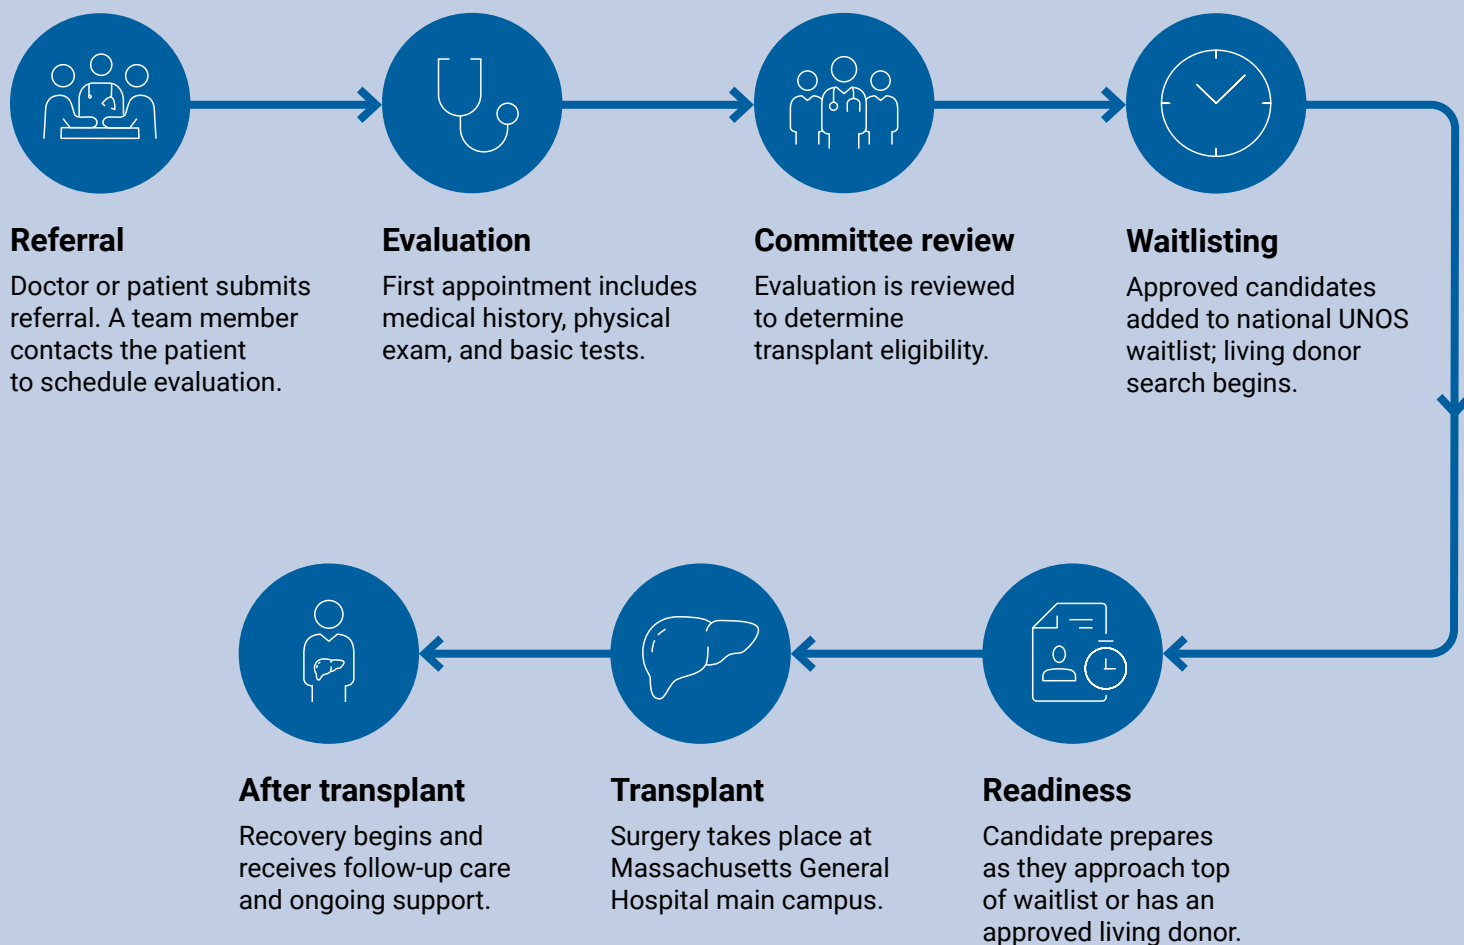 Referral
Doctor or patient submits
referral. A team member
contacts the patient
to schedule evaluation.
Evaluation
First appointment includes
medical history, physical
exam, and basic tests.
Committee review
Evaluation is reviewed
to determine
transplant eligibility.
Waitlisting
Approved candidates
added to national UNOS
waitlist; living donor
search begins.
After transplant
Recovery begins and
receives follow-up care
and ongoing support.
Transplant
Surgery takes place at
Massachusetts General
Hospital main campus.
Readiness
Candidate prepares
as they approach top
of waitlist or has an
approved living donor.